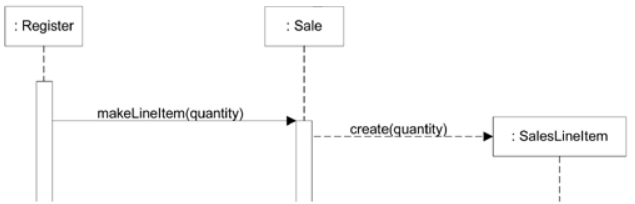 : Register
: Sale
makeLineItem(quantity)
create(quantity)
: SalesLineItem